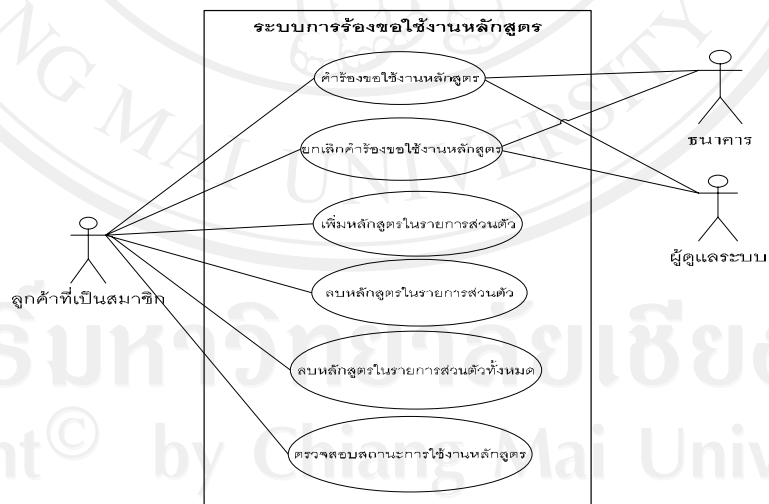 ระบบการร้องขอใช้งานหลักสูตร
คำร้องขอใช้งานหลักสูตร
ธนาคาร
ยกเลิกคำร้องขอใช้งานหลักสูตร
เพิ่มหลักสูตรในรายการส่วนตัว
ผู้ดูแลระบบ
ลูกค้าที่เป็นสมาชิก
ลบหลักสูตรในรายการส่วนตัว
ลบหลักสูตรในรายการส่วนตัวทั้งหมด
ตรวจสอบสถานะการใช้งานหลักสูตร
MAI UNIVERSITY
by Chiang Mai Univ